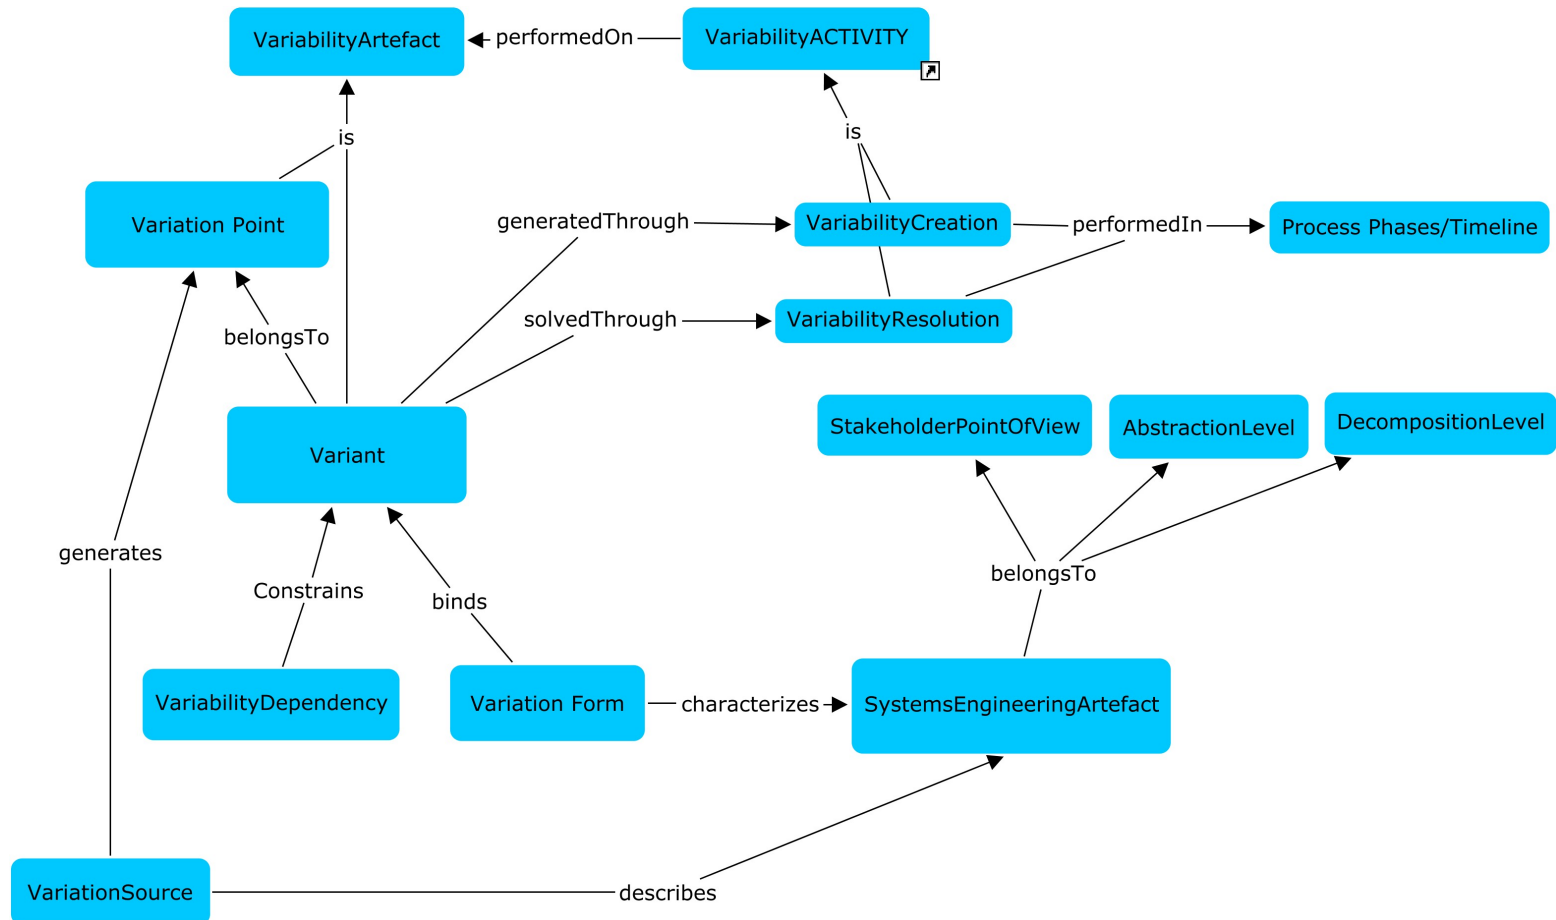 VariabilityArtefact
performedOn
VariabilityACTIVITY
is
is
Variation Point
generatedThrough
VariabilityCreation
performedIn
Process Phases/Timeline
solvedThrough
VariabilityResolution
belongsTo
Variant
StakeholderPointOfView
AbstractionLevel
DecompositionLevel
generates
Constrains
binds
belongsTo
VariabilityDependency
Variation Form
characterizes
SystemsEngineeringArtefact
VariationSource
describes